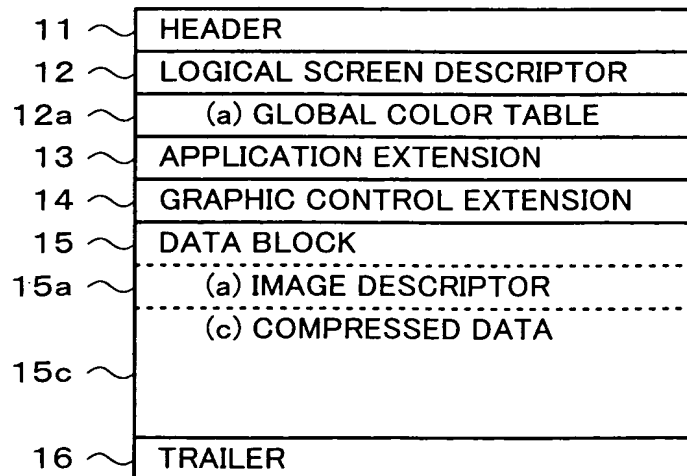 11 HEADER
12 LOGICAL SCREEN DESCRIPTOR
12a (a) GLOBAL COLOR TABLE
13 APPLICATION EXTENSION
14 GRAPHIC CONTROL EXTENSION
15 DATA BLOCK
15a (a) IMAGE DESCRIPTOR
(c) COMPRESSED DATA
15c
16 TRAILER